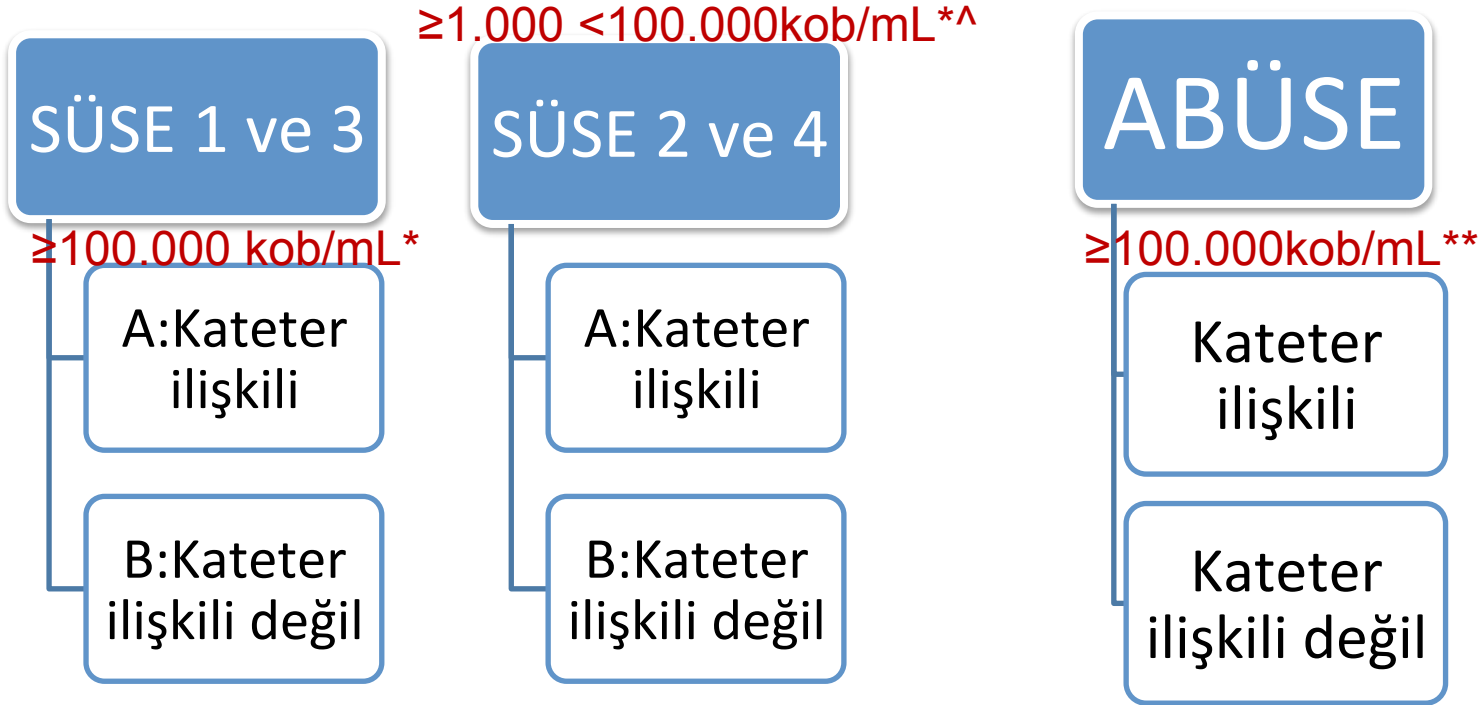 ≥1.000 <100.000kob/mL*^
SÜSE 1 ve 3
≥100.000 kob/mL*
A:Kateter
ilişkili
B:Kateter
ilişkili değil
SÜSE 2 ve 4
A:Kateter
ilişkili
B:Kateter
ilişkili değil
ABÜSE
≥100.000kob/mL**
Kateter
ilişkili
Kateter
ilişkili değil